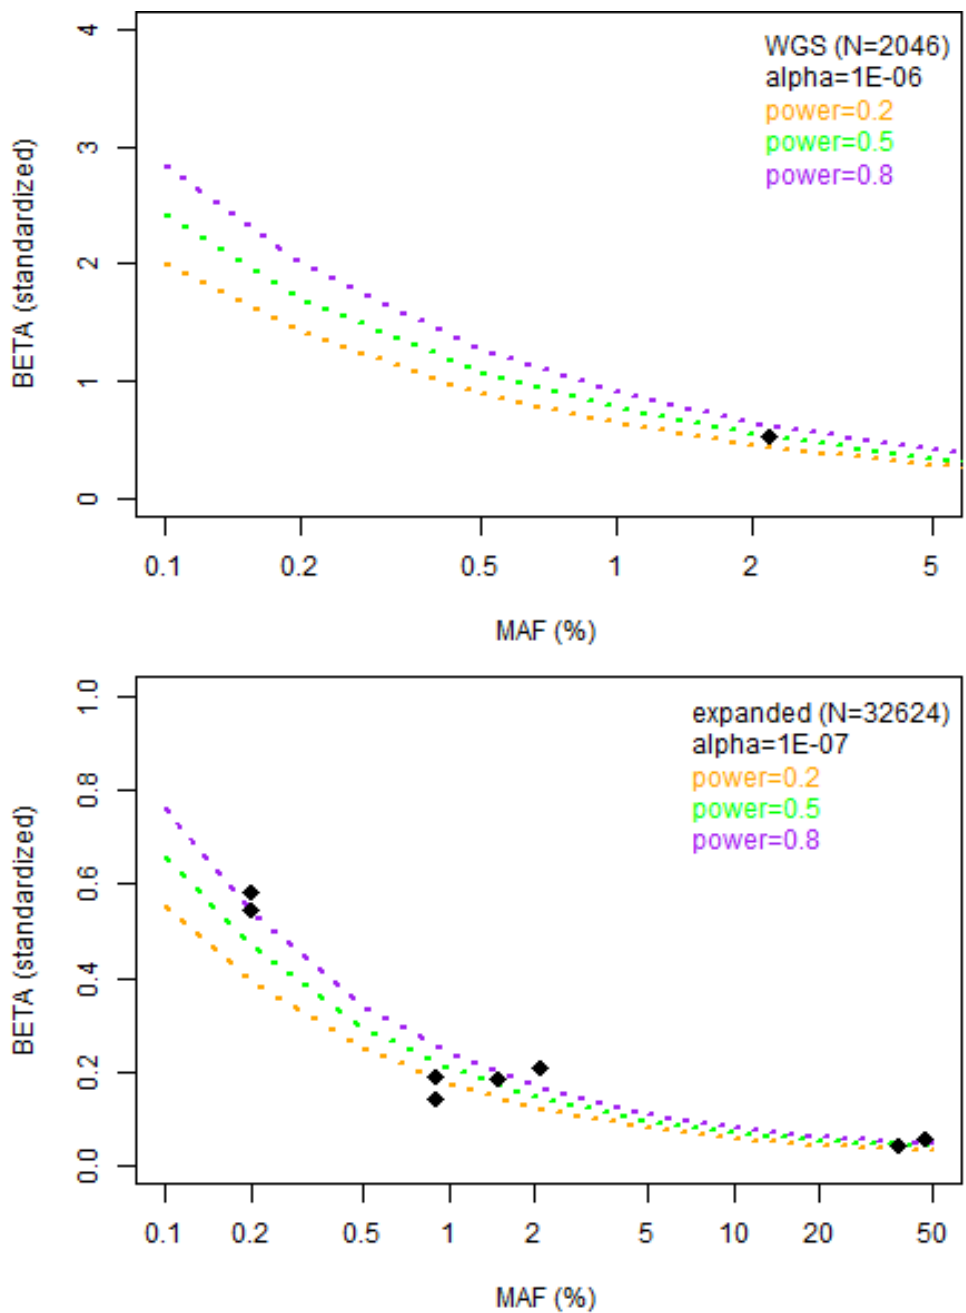 WGS (N=2046)
alpha=1E-06
power=0.2
power=0.5
power=0.8
BETA (standardized)
4
3
2
1
0
0.1 0.2 0.5 1 2 5
MAF (%)
expanded (N=32624)
alpha=1E-07
power=0.2
power=0.5
power=0.8
BETA (standardized)
1.0
0.8
0.6
0.4
0.2
0.0
0.1 0.2 0.5 1 2 5 10 20 50
MAF (%)